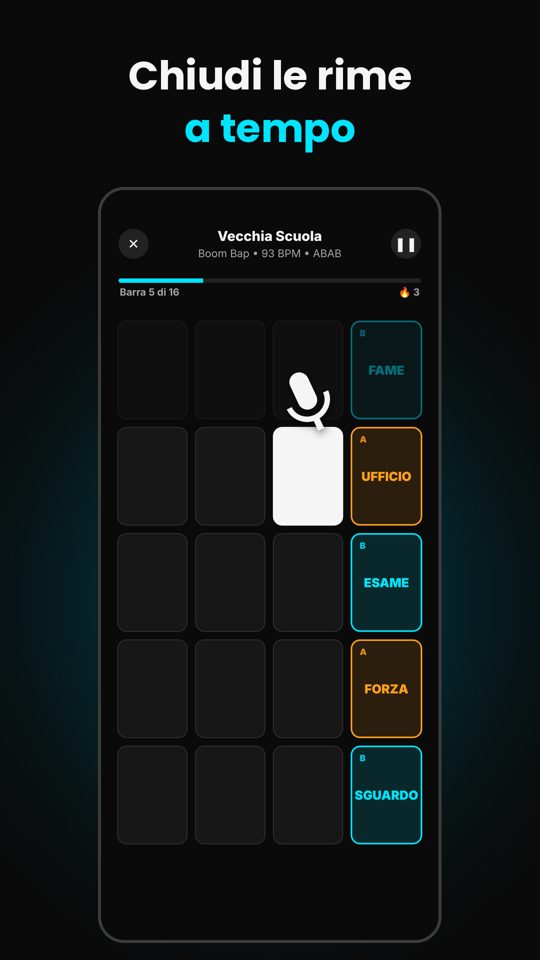 Chiudi le rime
a tempo
✕
Vecchia Scuola
Boom Bap • 93 BPM • ABAB
❚❚
Barra 5 di 16
🔥 3
B
FAME
A
UFFICIO
B
ESAME
A
FORZA
B
SGUARDO